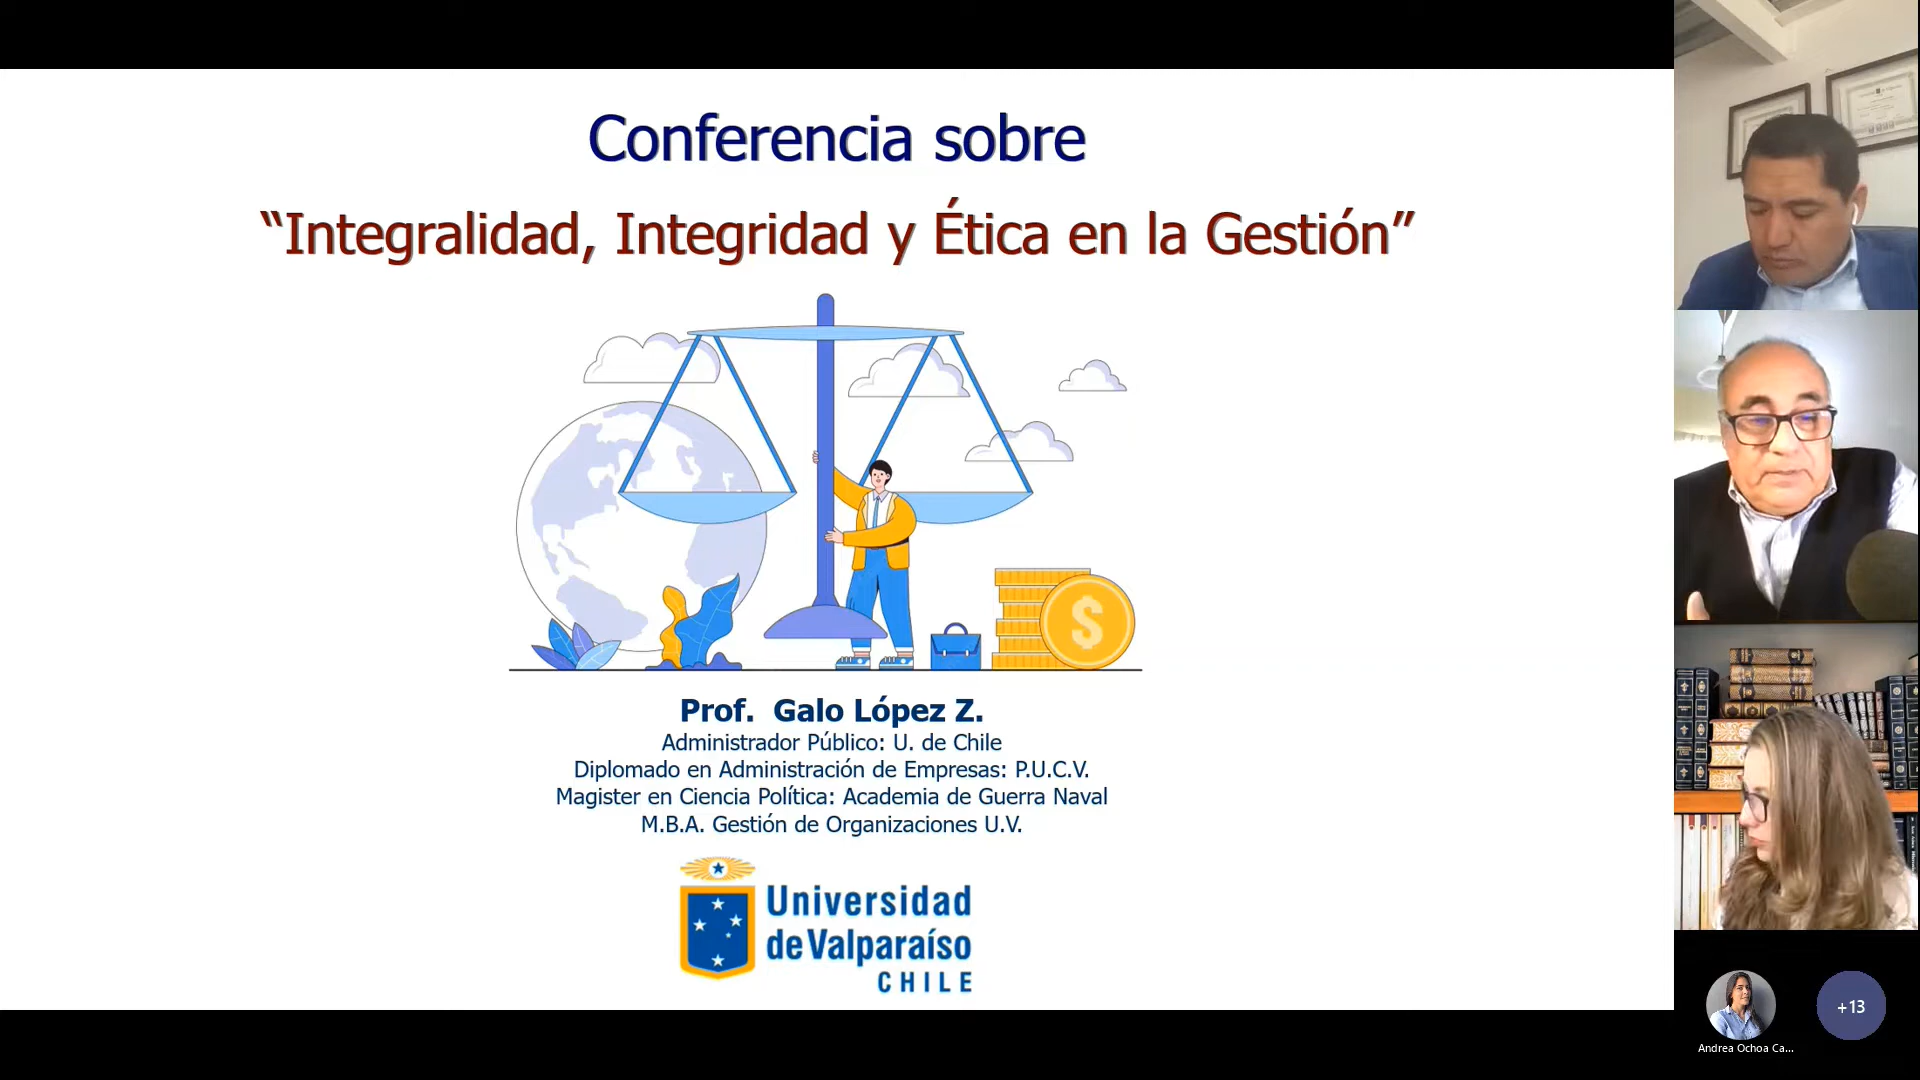 Conferencia sobre
“Integralidad, Integridad y Ética en la Gestión”
$
Prof. Galo López Z.
Administrador Público: U. de Chile
Diplomado en Administración de Empresas: P.U.C.V.
Magister en Ciencia Política: Academia de Guerra Naval
M.B.A. Gestión de Organizaciones U.V.
Universidad
de Valparaíso
CHILE
+13
Andrea Ochoa Ca...